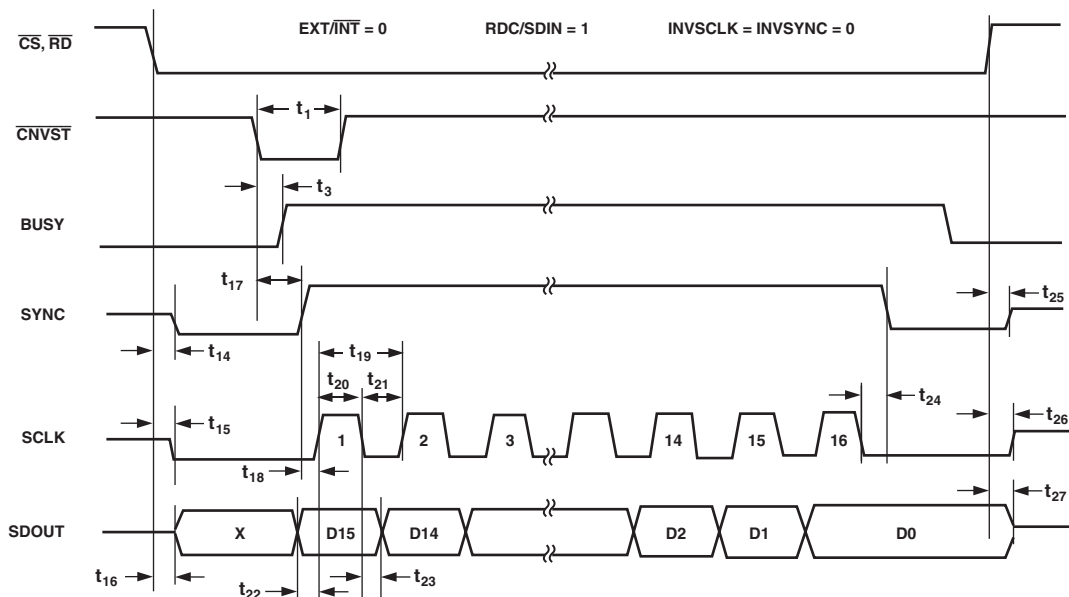 EXT/INT = 0 RDC/SDIN = 1 INVSCLK = INVSYNC = 0
CS, RD
t1
CNVST
t3
BUSY
t17
SYNC
t25
t14
t19
t20 t21
t24
t15
t26
SCLK
1 2 3 14 15 16
t18
t27
SDOUT
X D15 D14 D2 D1 D0
t16
t22
t23